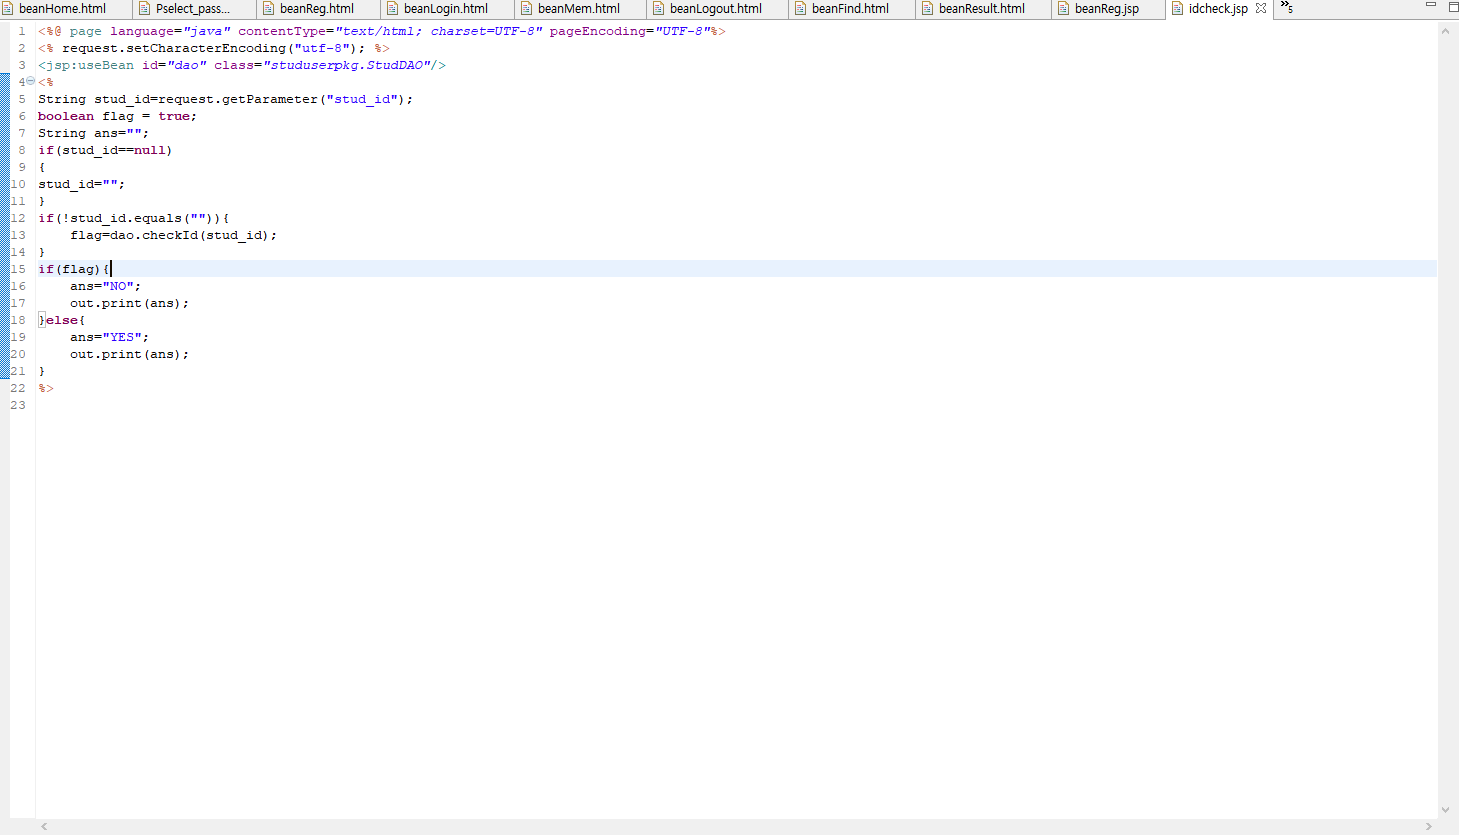 beanHome.html Pselect_pass... beanReg.html beanLogin.html beanMem.html beanLogout.html beanFind.html beanResult.html beanReg.jsp idcheck.jsp »5
1 <%@ page language="java" contentType="text/html; charset=UTF-8" pageEncoding="UTF-8"%>
2 <% request.setCharacterEncoding("utf-8"); %>
3 <jsp:useBean id="dao" class="studuserpkg.StudDAO"/>
4 <%
5 String stud_id=request.getParameter("stud_id");
6 boolean flag = true;
7 String ans="";
8 if(stud_id==null)
9 {
10 stud_id="";
11 }
12 if(!stud_id.equals("")){
13     flag=dao.checkId(stud_id);
14 }
15 if(flag){
16     ans="NO";
17     out.print(ans);
18 }else{
19     ans="YES";
20     out.print(ans);
21 }
22 %>
23